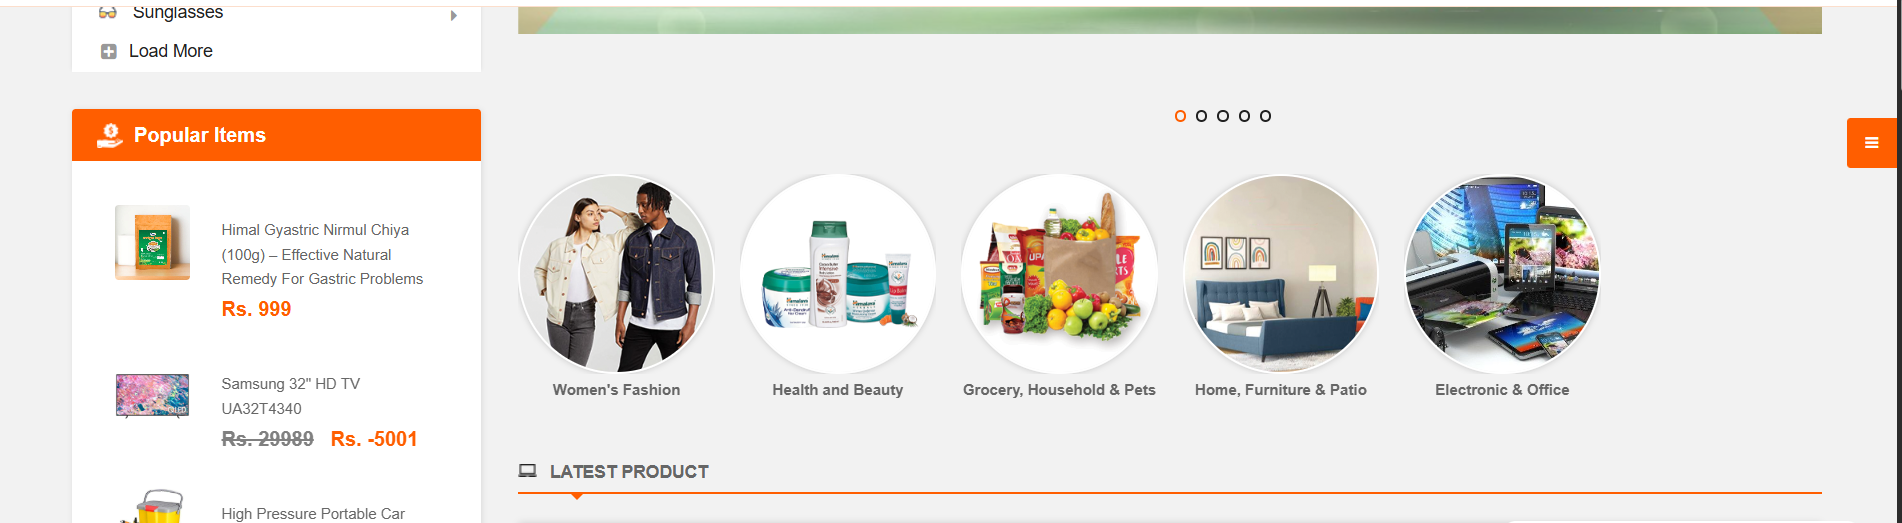 Sunglasses
Load More
Popular Items
Himal Gyastric Nirmul Chiya
(100g) – Effective Natural
Remedy For Gastric Problems
Rs. 999
Samsung 32" HD TV
UA32T4340
Rs. 29989 Rs. -5001
High Pressure Portable Car
Women's Fashion
Health and Beauty
Grocery, Household & Pets
Home, Furniture & Patio
Electronic & Office
LATEST PRODUCT